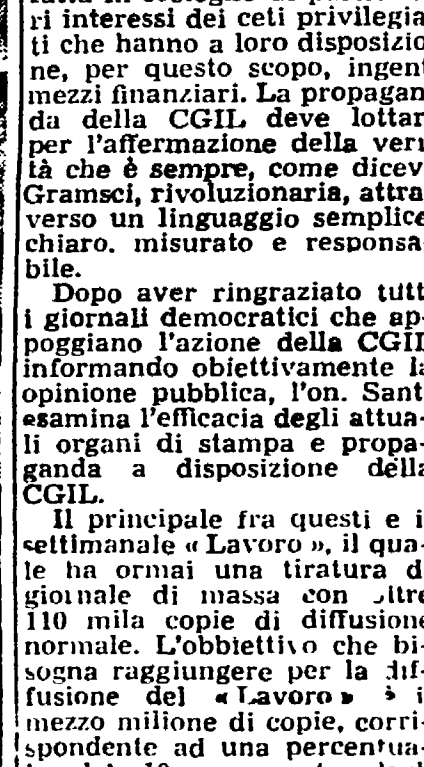 ri interessi dei ceti privilegia
ti che hanno a loro disposizio
ne, per questo scopo, ingent
mezzi finanziari. La propagan
da della CGIL deve lottar
per l'affermazione della veri
tà che è sempre, come dicev
Gramsci, rivoluzionaria, attra
verso un linguaggio semplice
chiaro. misurato e responsa-
bile.
Dopo aver ringraziato tutt
i giornali democratici che ap-
poggiano l'azione della CGIL
informando obiettivamente la
opinione pubblica, l'on. Sant
esamina l'efficacia degli attua-
li organi di stampa e propa-
ganda a disposizione della
CGIL.
Il principale fra questi e i
settimanale « Lavoro », il qua-
le ha ormai una tiratura d
giornale di massa con oltre
110 mila copie di diffusione
normale. L'obbiettivo che bi-
sogna raggiungere per la dif-
fusione del « Lavoro » è i
mezzo milione di copie, corri-
spondente ad una percentua-